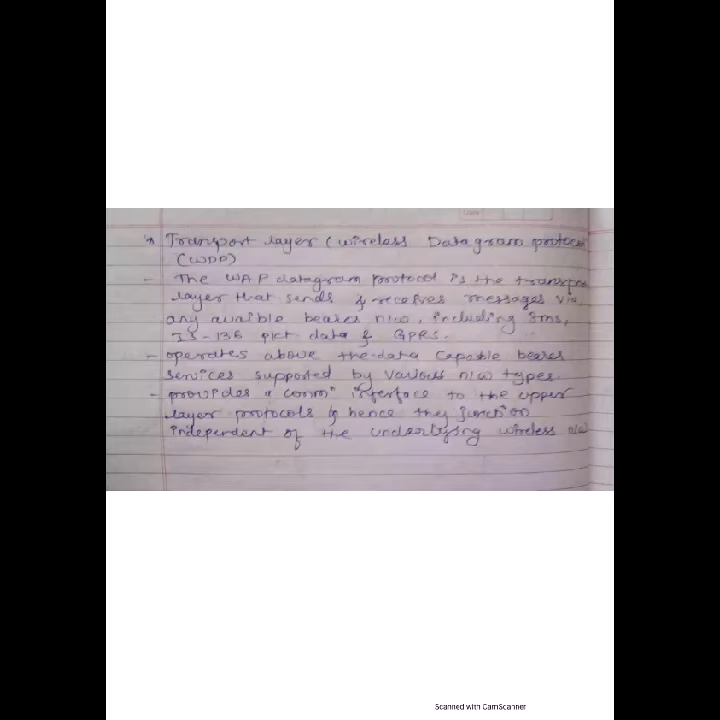 Transport layer (wireless Datagram protocol
(WDP)
- The WAP datagram protocol is the transport
layer that sends & receives messages via
any avaible bearer n/w, including sms,
IS-136 pkt data & GPRS.
- operates above the data capable bearer
services supported by various n/w types
- provides a comm" interface to the upper
layer protocols & hence they function
independent of the underlying wireless n/w
Scanned with CamScanner